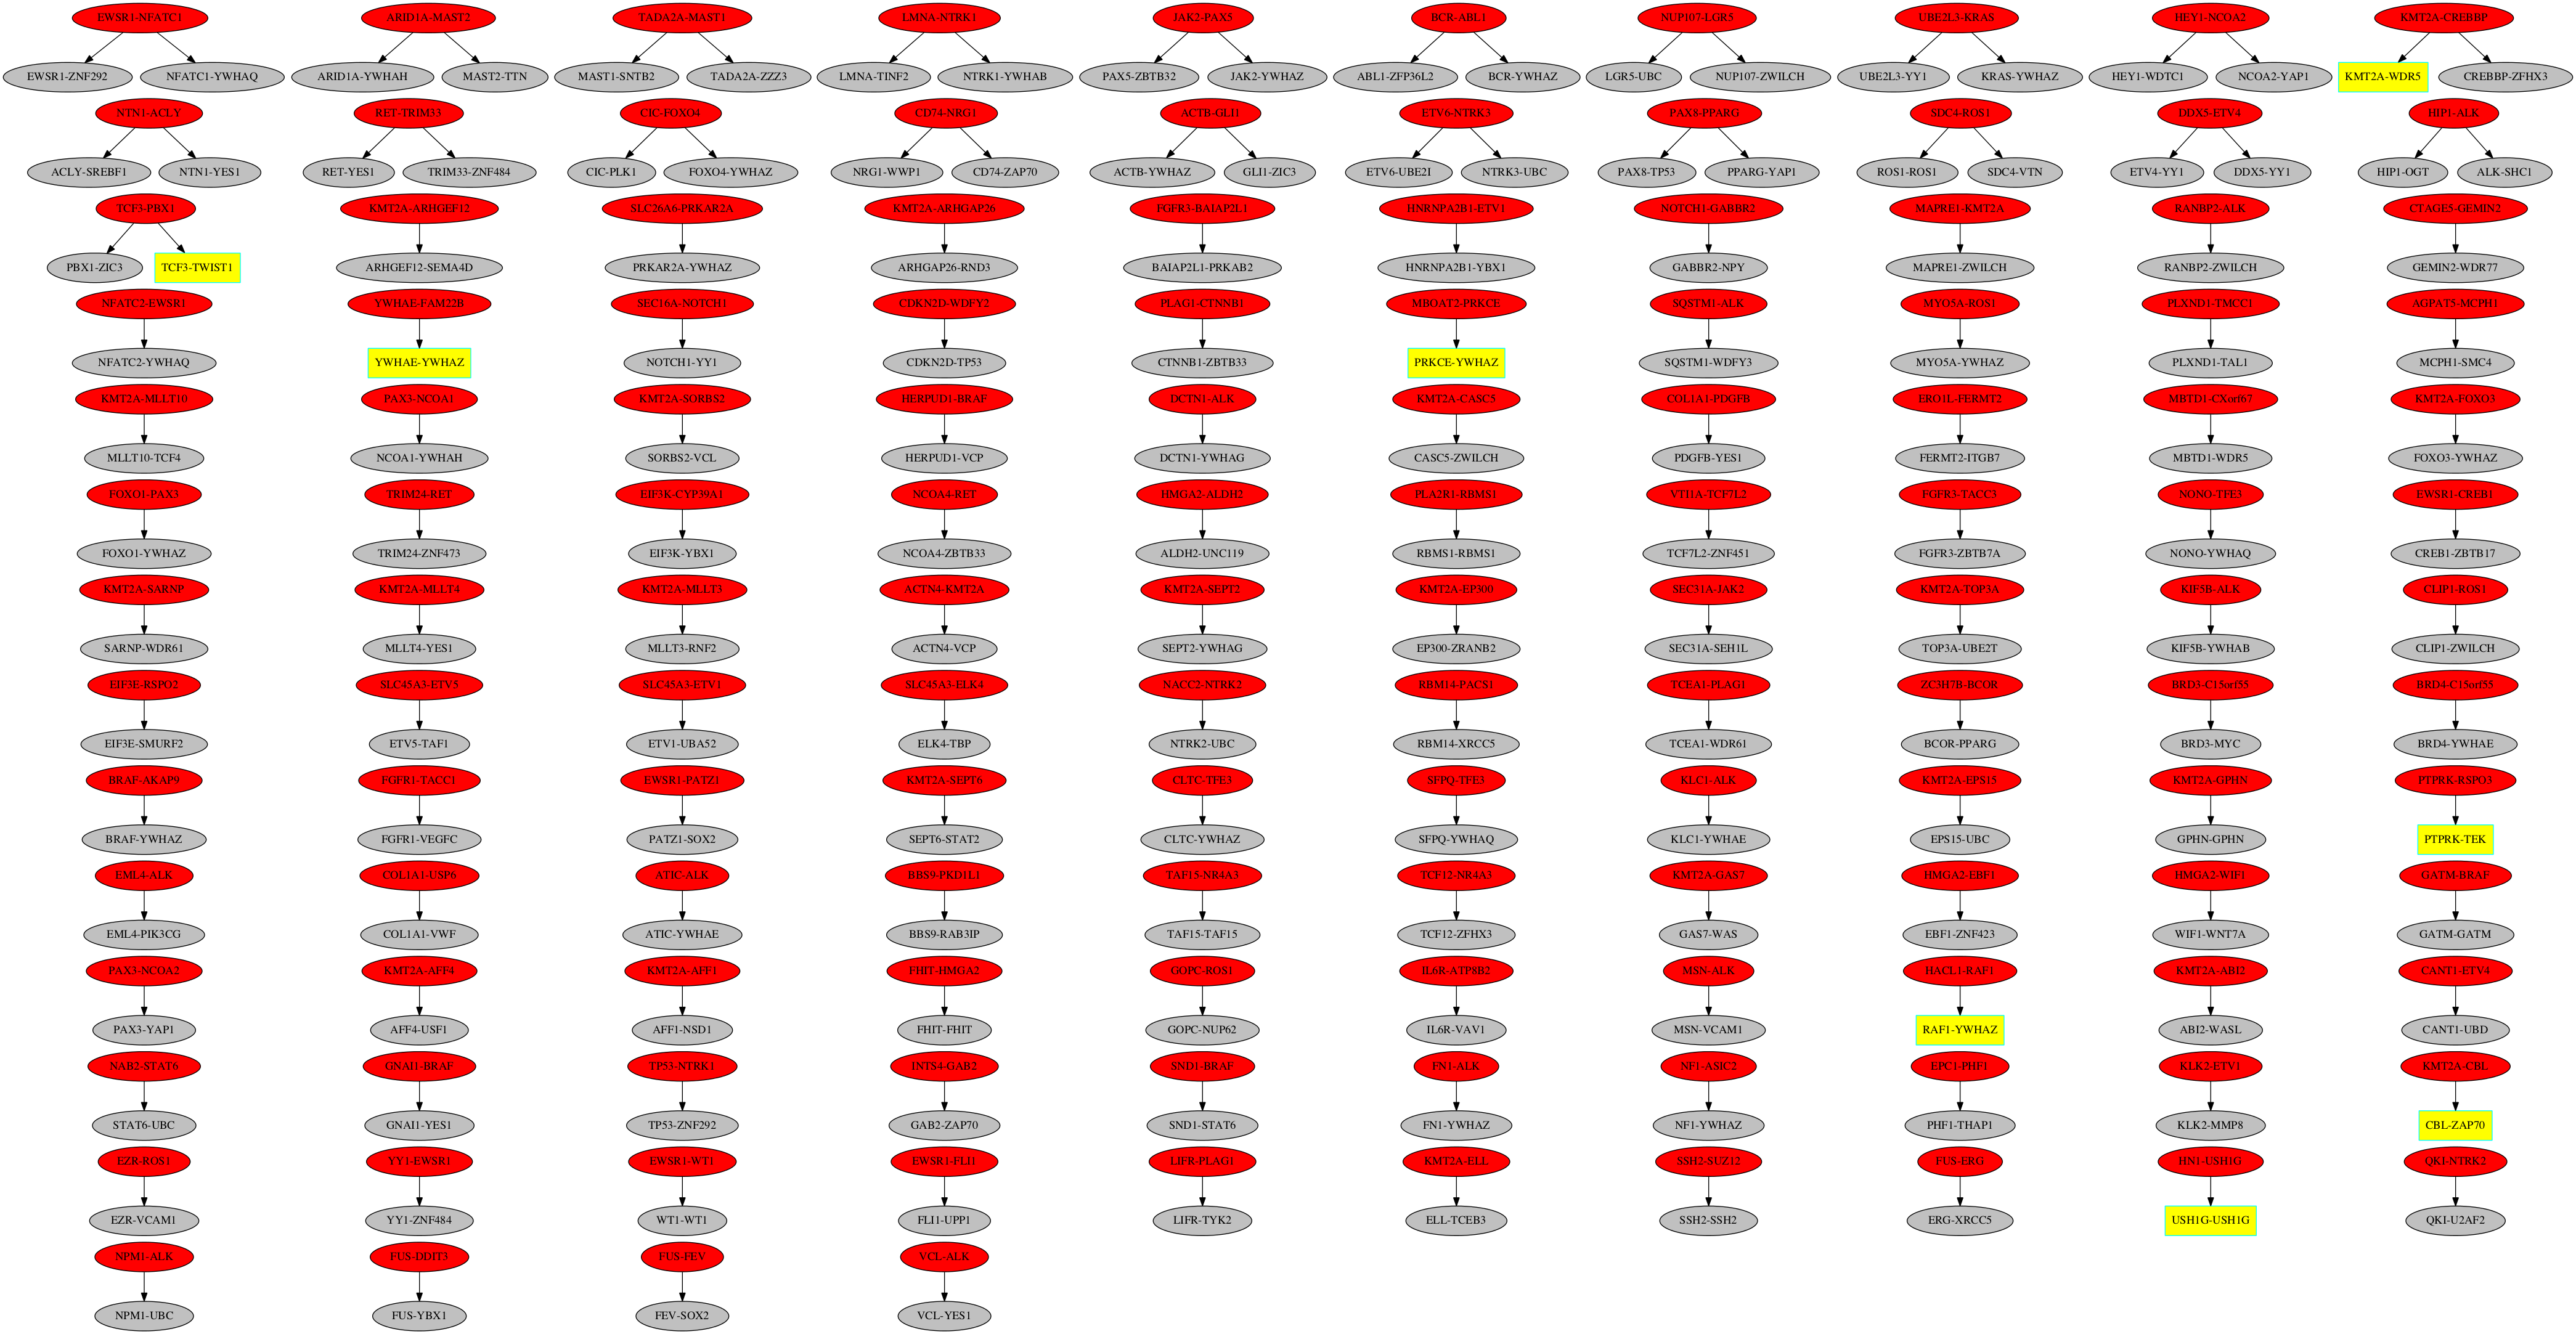 EWSR1-NFATC1 ARID1A-MAST2 TADA2A-MAST1 LMNA-NTRK1 JAK2-PAX5 BCR-ABL1 NUP107-LGR5 UBE2L3-KRAS HEY1-NCOA2 KMT2A-CREBBP
EWSR1-ZNF292 NFATC1-YWHAQ ARID1A-YWHAH MAST2-TTN MAST1-SNTB2 TADA2A-ZZZ3 LMNA-TINF2 NTRK1-YWHAB PAX5-ZBTB32 JAK2-YWHAZ ABL1-ZFP36L2 BCR-YWHAZ LGR5-UBC NUP107-ZWILCH UBE2L3-YY1 KRAS-YWHAZ HEY1-WDTC1 NCOA2-YAP1 KMT2A-WDR5 CREBBP-ZFHX3
NTN1-ACLY RET-TRIM33 CIC-FOXO4 CD74-NRG1 ACTB-GLI1 ETV6-NTRK3 PAX8-PPARG SDC4-ROS1 DDX5-ETV4 HIP1-ALK
ACLY-SREBF1 NTN1-YES1 RET-YES1 TRIM33-ZNF484 CIC-PLK1 FOXO4-YWHAZ NRG1-WWP1 CD74-ZAP70 ACTB-YWHAZ GLI1-ZIC3 ETV6-UBE2I NTRK3-UBC PAX8-TP53 PPARG-YAP1 ROS1-ROS1 SDC4-VTN ETV4-YY1 DDX5-YY1 HIP1-OGT ALK-SHC1
TCF3-PBX1 KMT2A-ARHGEF12 SLC26A6-PRKAR2A KMT2A-ARHGAP26 FGFR3-BAIAP2L1 HNRNPA2B1-ETV1 NOTCH1-GABBR2 MAPRE1-KMT2A RANBP2-ALK CTAGE5-GEMIN2
PBX1-ZIC3 TCF3-TWIST1 ARHGEF12-SEMA4D PRKAR2A-YWHAZ ARHGAP26-RND3 BAIAP2L1-PRKAB2 HNRNPA2B1-YBX1 GABBR2-NPY MAPRE1-ZWILCH RANBP2-ZWILCH GEMIN2-WDR77
NFATC2-EWSR1 YWHAE-FAM22B SEC16A-NOTCH1 CDKN2D-WDFY2 PLAG1-CTNNB1 MBOAT2-PRKCE SQSTM1-ALK MYO5A-ROS1 PLXND1-TMCC1 AGPAT5-MCPH1
NFATC2-YWHAQ YWHAE-YWHAZ NOTCH1-YY1 CDKN2D-TP53 CTNNB1-ZBTB33 PRKCE-YWHAZ SQSTM1-WDFY3 MYO5A-YWHAZ PLXND1-TAL1 MCPH1-SMC4
KMT2A-MLLT10 PAX3-NCOA1 KMT2A-SORBS2 HERPUD1-BRAF DCTN1-ALK KMT2A-CASC5 COL1A1-PDGFB ERO1L-FERMT2 MBTD1-CXorf67 KMT2A-FOXO3
MLLT10-TCF4 NCOA1-YWHAH SORBS2-VCL HERPUD1-VCP DCTN1-YWHAG CASC5-ZWILCH PDGFB-YES1 FERMT2-ITGB7 MBTD1-WDR5 FOXO3-YWHAZ
FOXO1-PAX3 TRIM24-RET EIF3K-CYP39A1 NCOA4-RET HMGA2-ALDH2 PLA2R1-RBMS1 VTI1A-TCF7L2 FGFR3-TACC3 NONO-TFE3 EWSR1-CREB1
FOXO1-YWHAZ TRIM24-ZNF473 EIF3K-YBX1 NCOA4-ZBTB33 ALDH2-UNC119 RBMS1-RBMS1 TCF7L2-ZNF451 FGFR3-ZBTB7A NONO-YWHAQ CREB1-ZBTB17
KMT2A-SARNP KMT2A-MLLT4 KMT2A-MLLT3 ACTN4-KMT2A KMT2A-SEPT2 KMT2A-EP300 SEC31A-JAK2 KMT2A-TOP3A KIF5B-ALK CLIP1-ROS1
SARNP-WDR61 MLLT4-YES1 MLLT3-RNF2 ACTN4-VCP SEPT2-YWHAG EP300-ZRANB2 SEC31A-SEH1L TOP3A-UBE2T KIF5B-YWHAB CLIP1-ZWILCH
EIF3E-RSPO2 SLC45A3-ETV5 SLC45A3-ETV1 SLC45A3-ELK4 NACC2-NTRK2 RBM14-PACS1 TCEA1-PLAG1 ZC3H7B-BCOR BRD3-C15orf55 BRD4-C15orf55
EIF3E-SMURF2 ETV5-TAF1 ETV1-UBA52 ELK4-TBP NTRK2-UBC RBM14-XRCC5 TCEA1-WDR61 BCOR-PPARG BRD3-MYC BRD4-YWHAE
BRAF-AKAP9 FGFR1-TACC1 EWSR1-PATZ1 KMT2A-SEPT6 CLTC-TFE3 SFPQ-TFE3 KLC1-ALK KMT2A-EPS15 KMT2A-GPHN PTPRK-RSPO3
BRAF-YWHAZ FGFR1-VEGFC PATZ1-SOX2 SEPT6-STAT2 CLTC-YWHAZ SFPQ-YWHAQ KLC1-YWHAE EPS15-UBC GPHN-GPHN PTPRK-TEK
EML4-ALK COL1A1-USP6 ATIC-ALK BBS9-PKD1L1 TAF15-NR4A3 TCF12-NR4A3 KMT2A-GAS7 HMGA2-EBF1 HMGA2-WIF1 GATM-BRAF
EML4-PIK3CG COL1A1-VWF ATIC-YWHAE BBS9-RAB3IP TAF15-TAF15 TCF12-ZFHX3 GAS7-WAS EBF1-ZNF423 WIF1-WNT7A GATM-GATM
PAX3-NCOA2 KMT2A-AFF4 KMT2A-AFF1 FHIT-HMGA2 GOPC-ROS1 IL6R-ATP8B2 MSN-ALK HACL1-RAF1 KMT2A-ABI2 CANT1-ETV4
PAX3-YAP1 AFF4-USF1 AFF1-NSD1 FHIT-FHIT GOPC-NUP62 IL6R-VAV1 MSN-VCAM1 RAF1-YWHAZ ABI2-WASL CANT1-UBD
NAB2-STAT6 GNAI1-BRAF TP53-NTRK1 INTS4-GAB2 SND1-BRAF FN1-ALK NF1-ASIC2 EPC1-PHF1 KLK2-ETV1 KMT2A-CBL
STAT6-UBC GNAI1-YES1 TP53-ZNF292 GAB2-ZAP70 SND1-STAT6 FN1-YWHAZ NF1-YWHAZ PHF1-THAP1 KLK2-MMP8 CBL-ZAP70
EZR-ROS1 YY1-EWSR1 EWSR1-WT1 EWSR1-FLI1 LIFR-PLAG1 KMT2A-ELL SSH2-SUZ12 FUS-ERG HN1-USH1G QKI-NTRK2
EZR-VCAM1 YY1-ZNF484 WT1-WT1 FLI1-UPP1 LIFR-TYK2 ELL-TCEB3 SSH2-SSH2 ERG-XRCC5 USH1G-USH1G QKI-U2AF2
NPM1-ALK FUS-DDIT3 FUS-FEV VCL-ALK
NPM1-UBC FUS-YBX1 FEV-SOX2 VCL-YES1